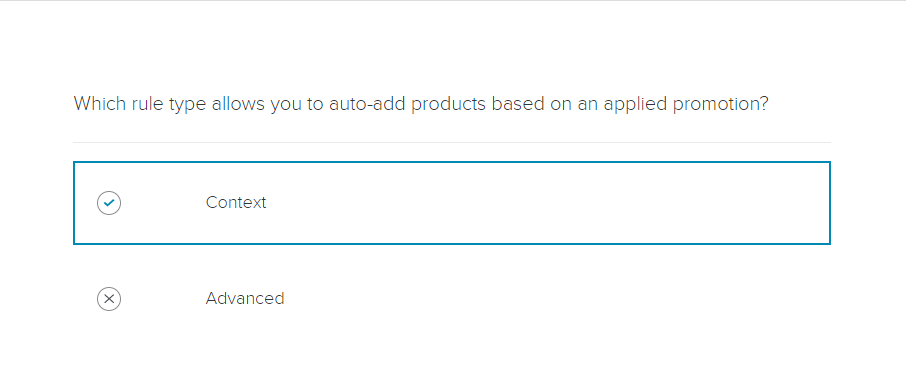 Which rule type allows you to auto-add products based on an applied promotion?
Context
Advanced